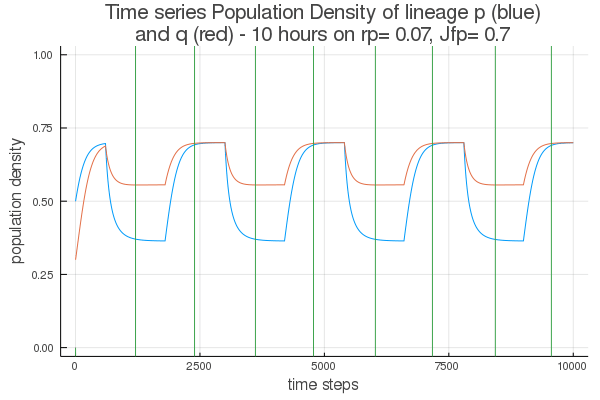 Time series Population Density of lineage p (blue)
and q (red) - 10 hours on rp= 0.07, Jfp= 0.7
population density
1.00
0.75
0.50
0.25
0.00
0 2500 5000 7500 10000
time steps